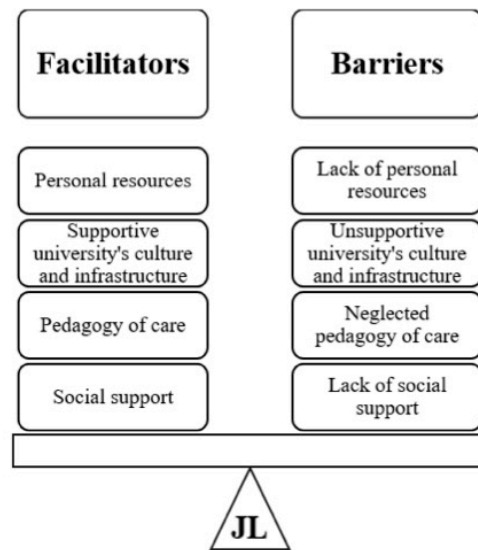 Facilitators
Barriers
Personal resources
Lack of personal
resources
Supportive
university's culture
and infrastructure
Unsupportive
university's culture
and infrastructure
Pedagogy of care
Neglected
pedagogy of care
Social support
Lack of social
support
JL